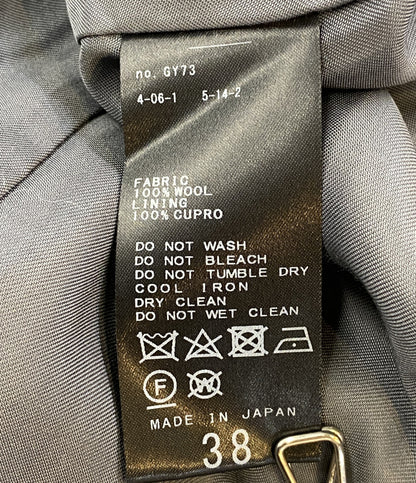 no. GY73
4-06-1 5-14-2
FABRIC
100% WOOL
LINING
100% CUPRO
DO NOT WASH
DO NOT BLEACH
DO NOT TUMBLE DRY
COOL IRON
DRY CLEAN
DO NOT WET CLEAN
F W
MADE IN JAPAN
38